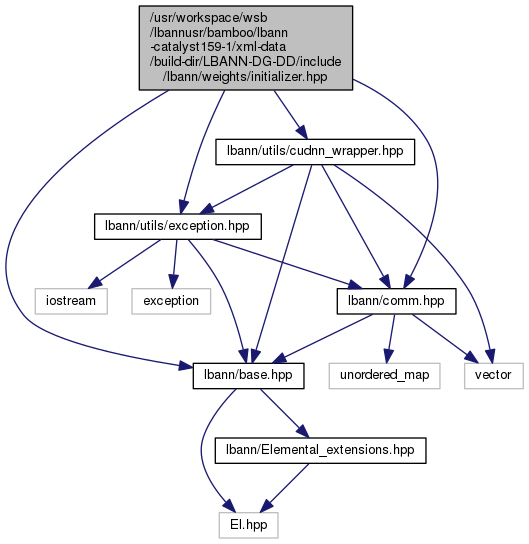 /usr/workspace/wsb
/lbannusr/bamboo/lbann
-catalyst159-1/xml-data
/build-dir/LBANN-DG-DD/include
/lbann/weights/initializer.hpp
lbann/utils/cudnn_wrapper.hpp
lbann/utils/exception.hpp
iostream
exception
lbann/comm.hpp
lbann/base.hpp
unordered_map
vector
lbann/Elemental_extensions.hpp
El.hpp